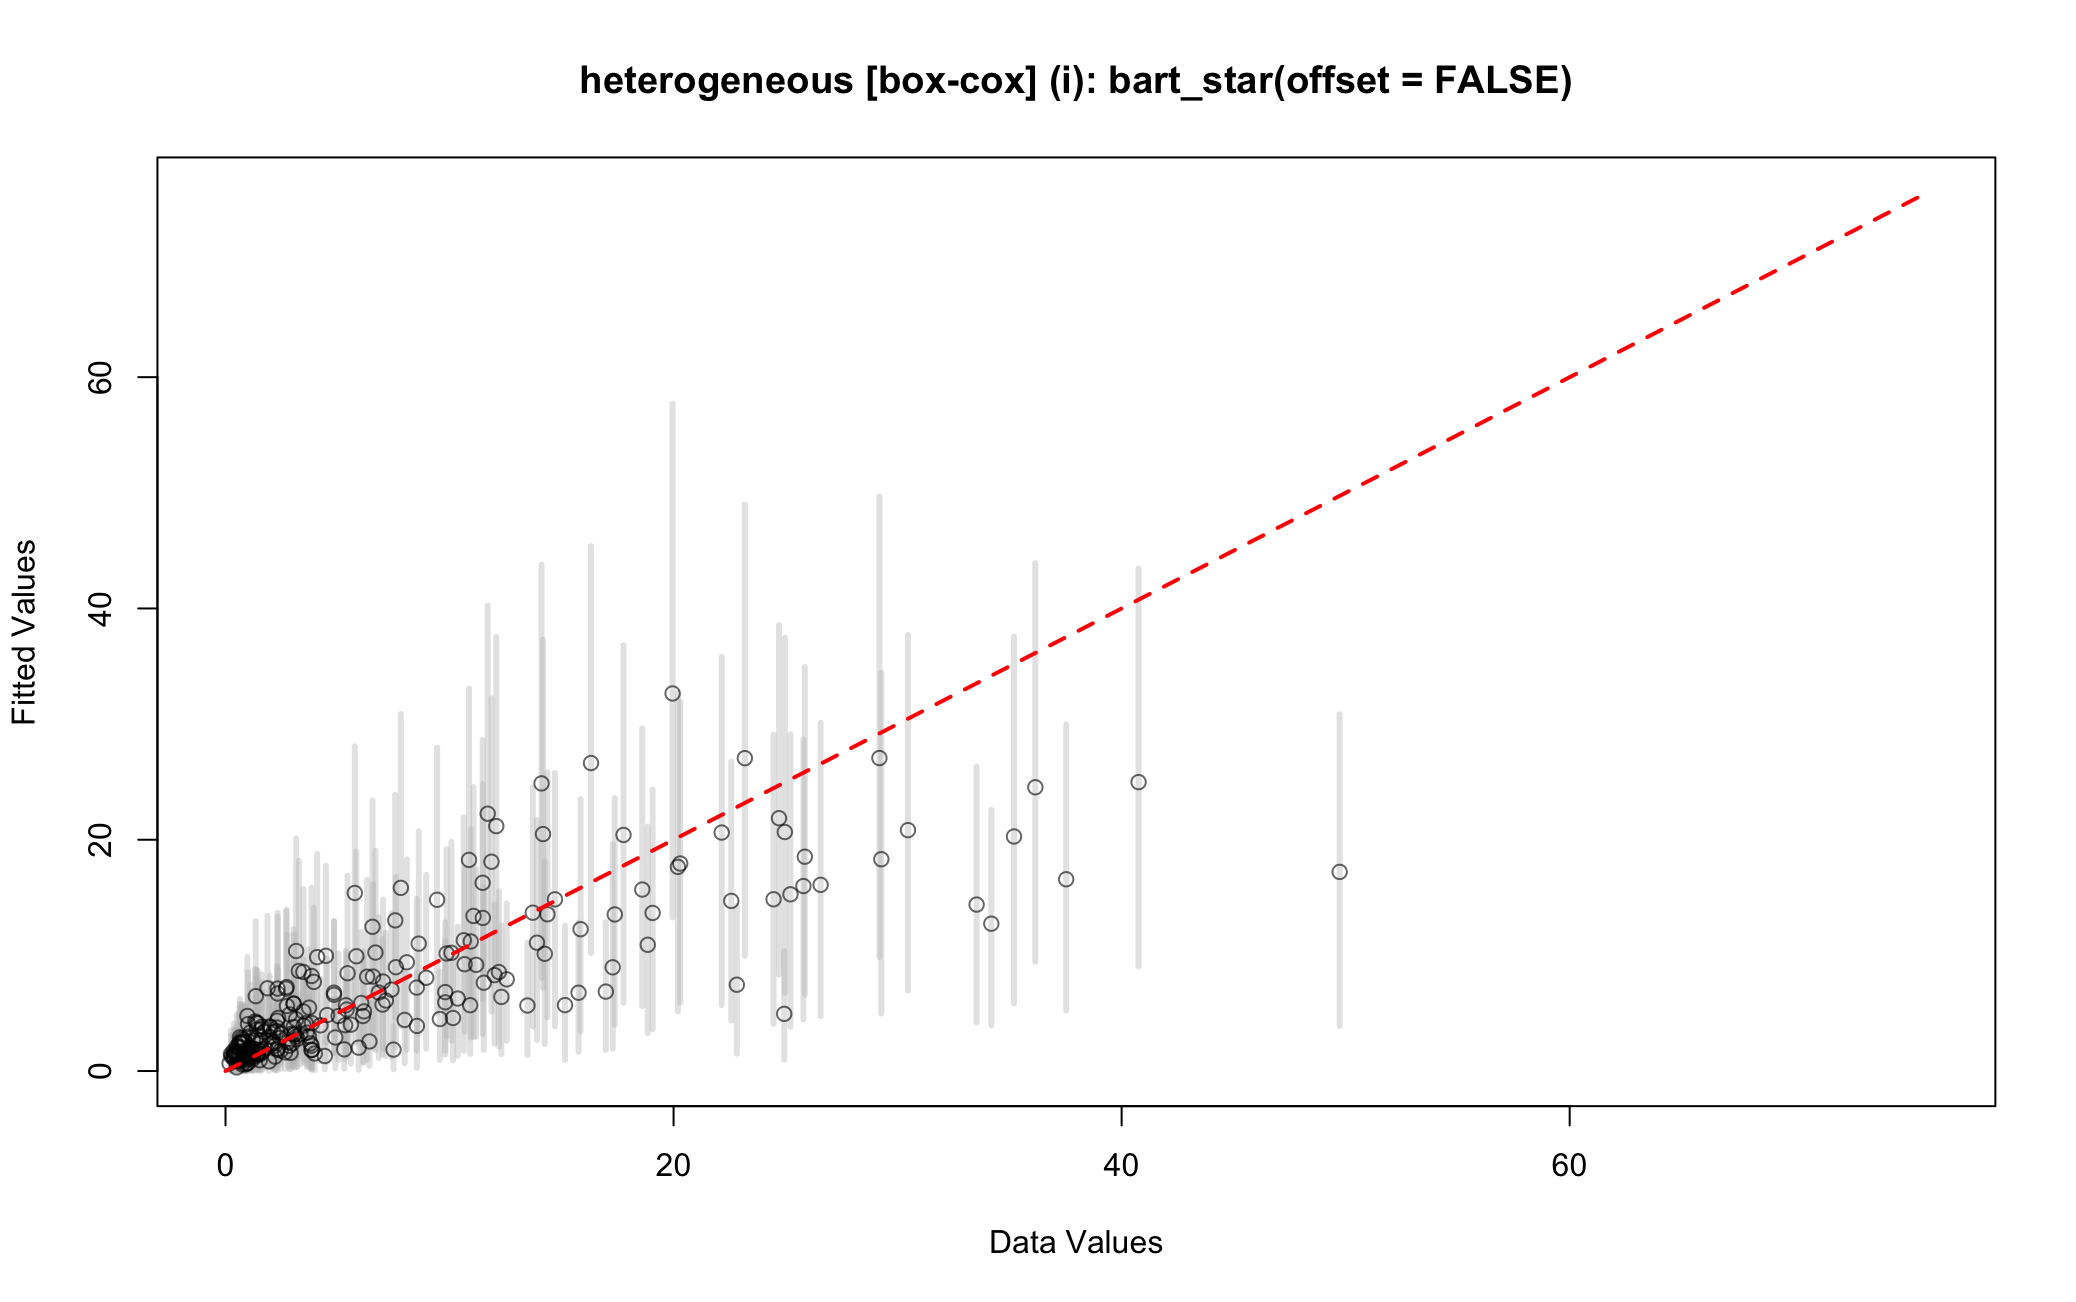 heterogeneous [box-cox] (i): bart_star(offset = FALSE)
Fitted Values
60
40
20
0
0 20 40 60
Data Values